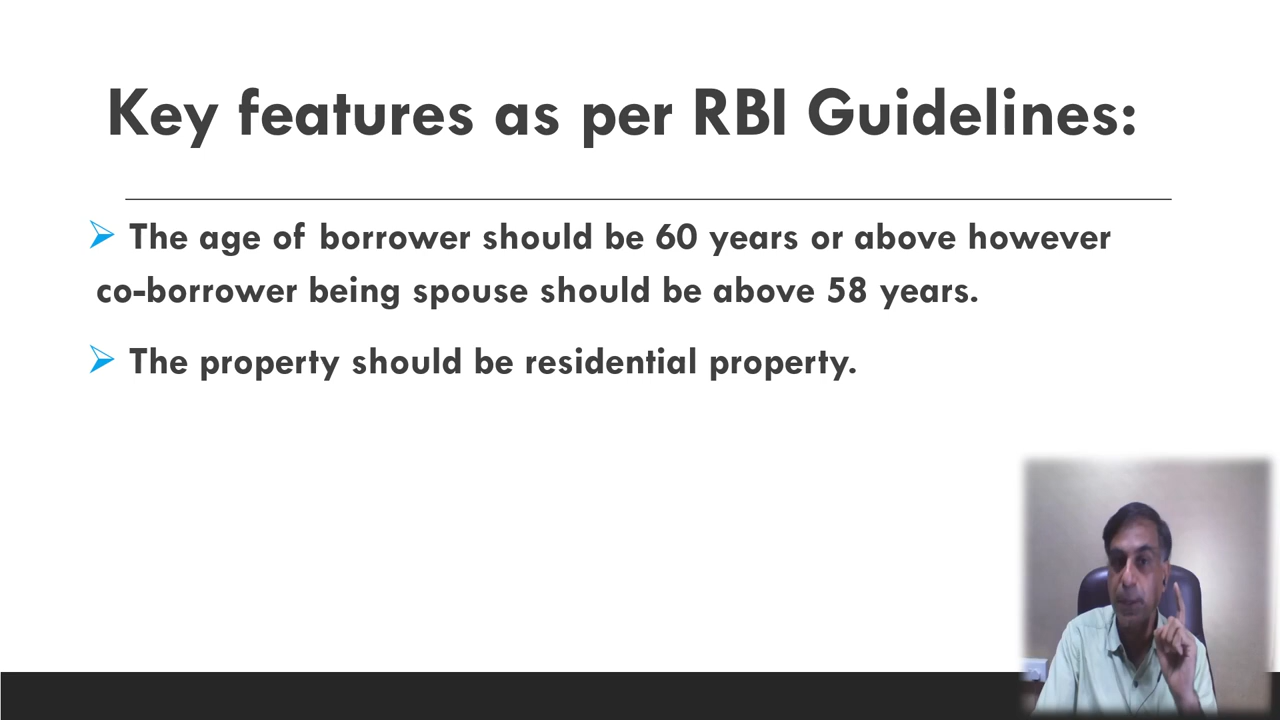 Key features as per RBI Guidelines:
The age of borrower should be 60 years or above however
co-borrower being spouse should be above 58 years.
The property should be residential property.